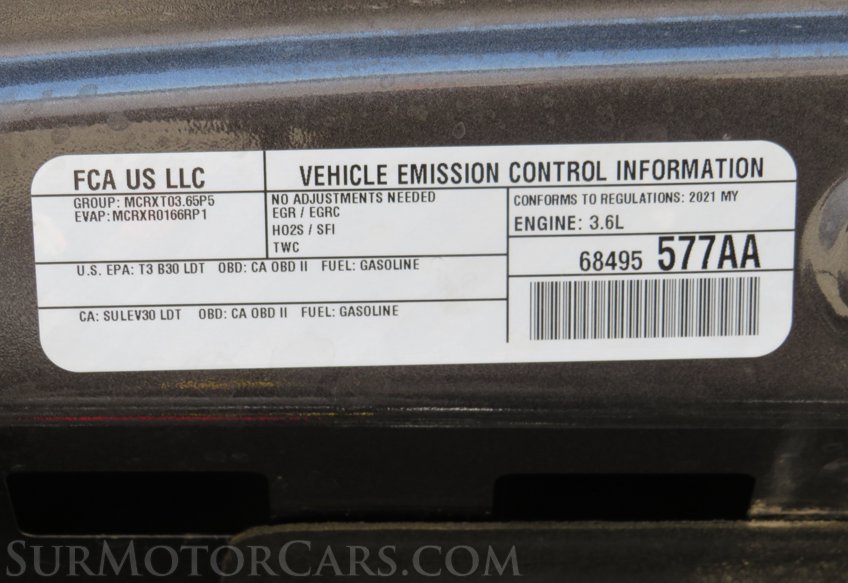 FCA US LLC
GROUP: MCRXT03.65P5
EVAP: MCRXR0166RP1
VEHICLE EMISSION CONTROL INFORMATION
NO ADJUSTMENTS NEEDED
EGR / EGRC
HO2S / SFI
TWC
CONFORMS TO REGULATIONS: 2021 MY
ENGINE: 3.6L
68495 577AA
U.S. EPA: T3 B30 LDT OBD: CA OBD II FUEL: GASOLINE
CA: SULEV30 LDT OBD: CA OBD II FUEL: GASOLINE
SURMOTORCARS.COM